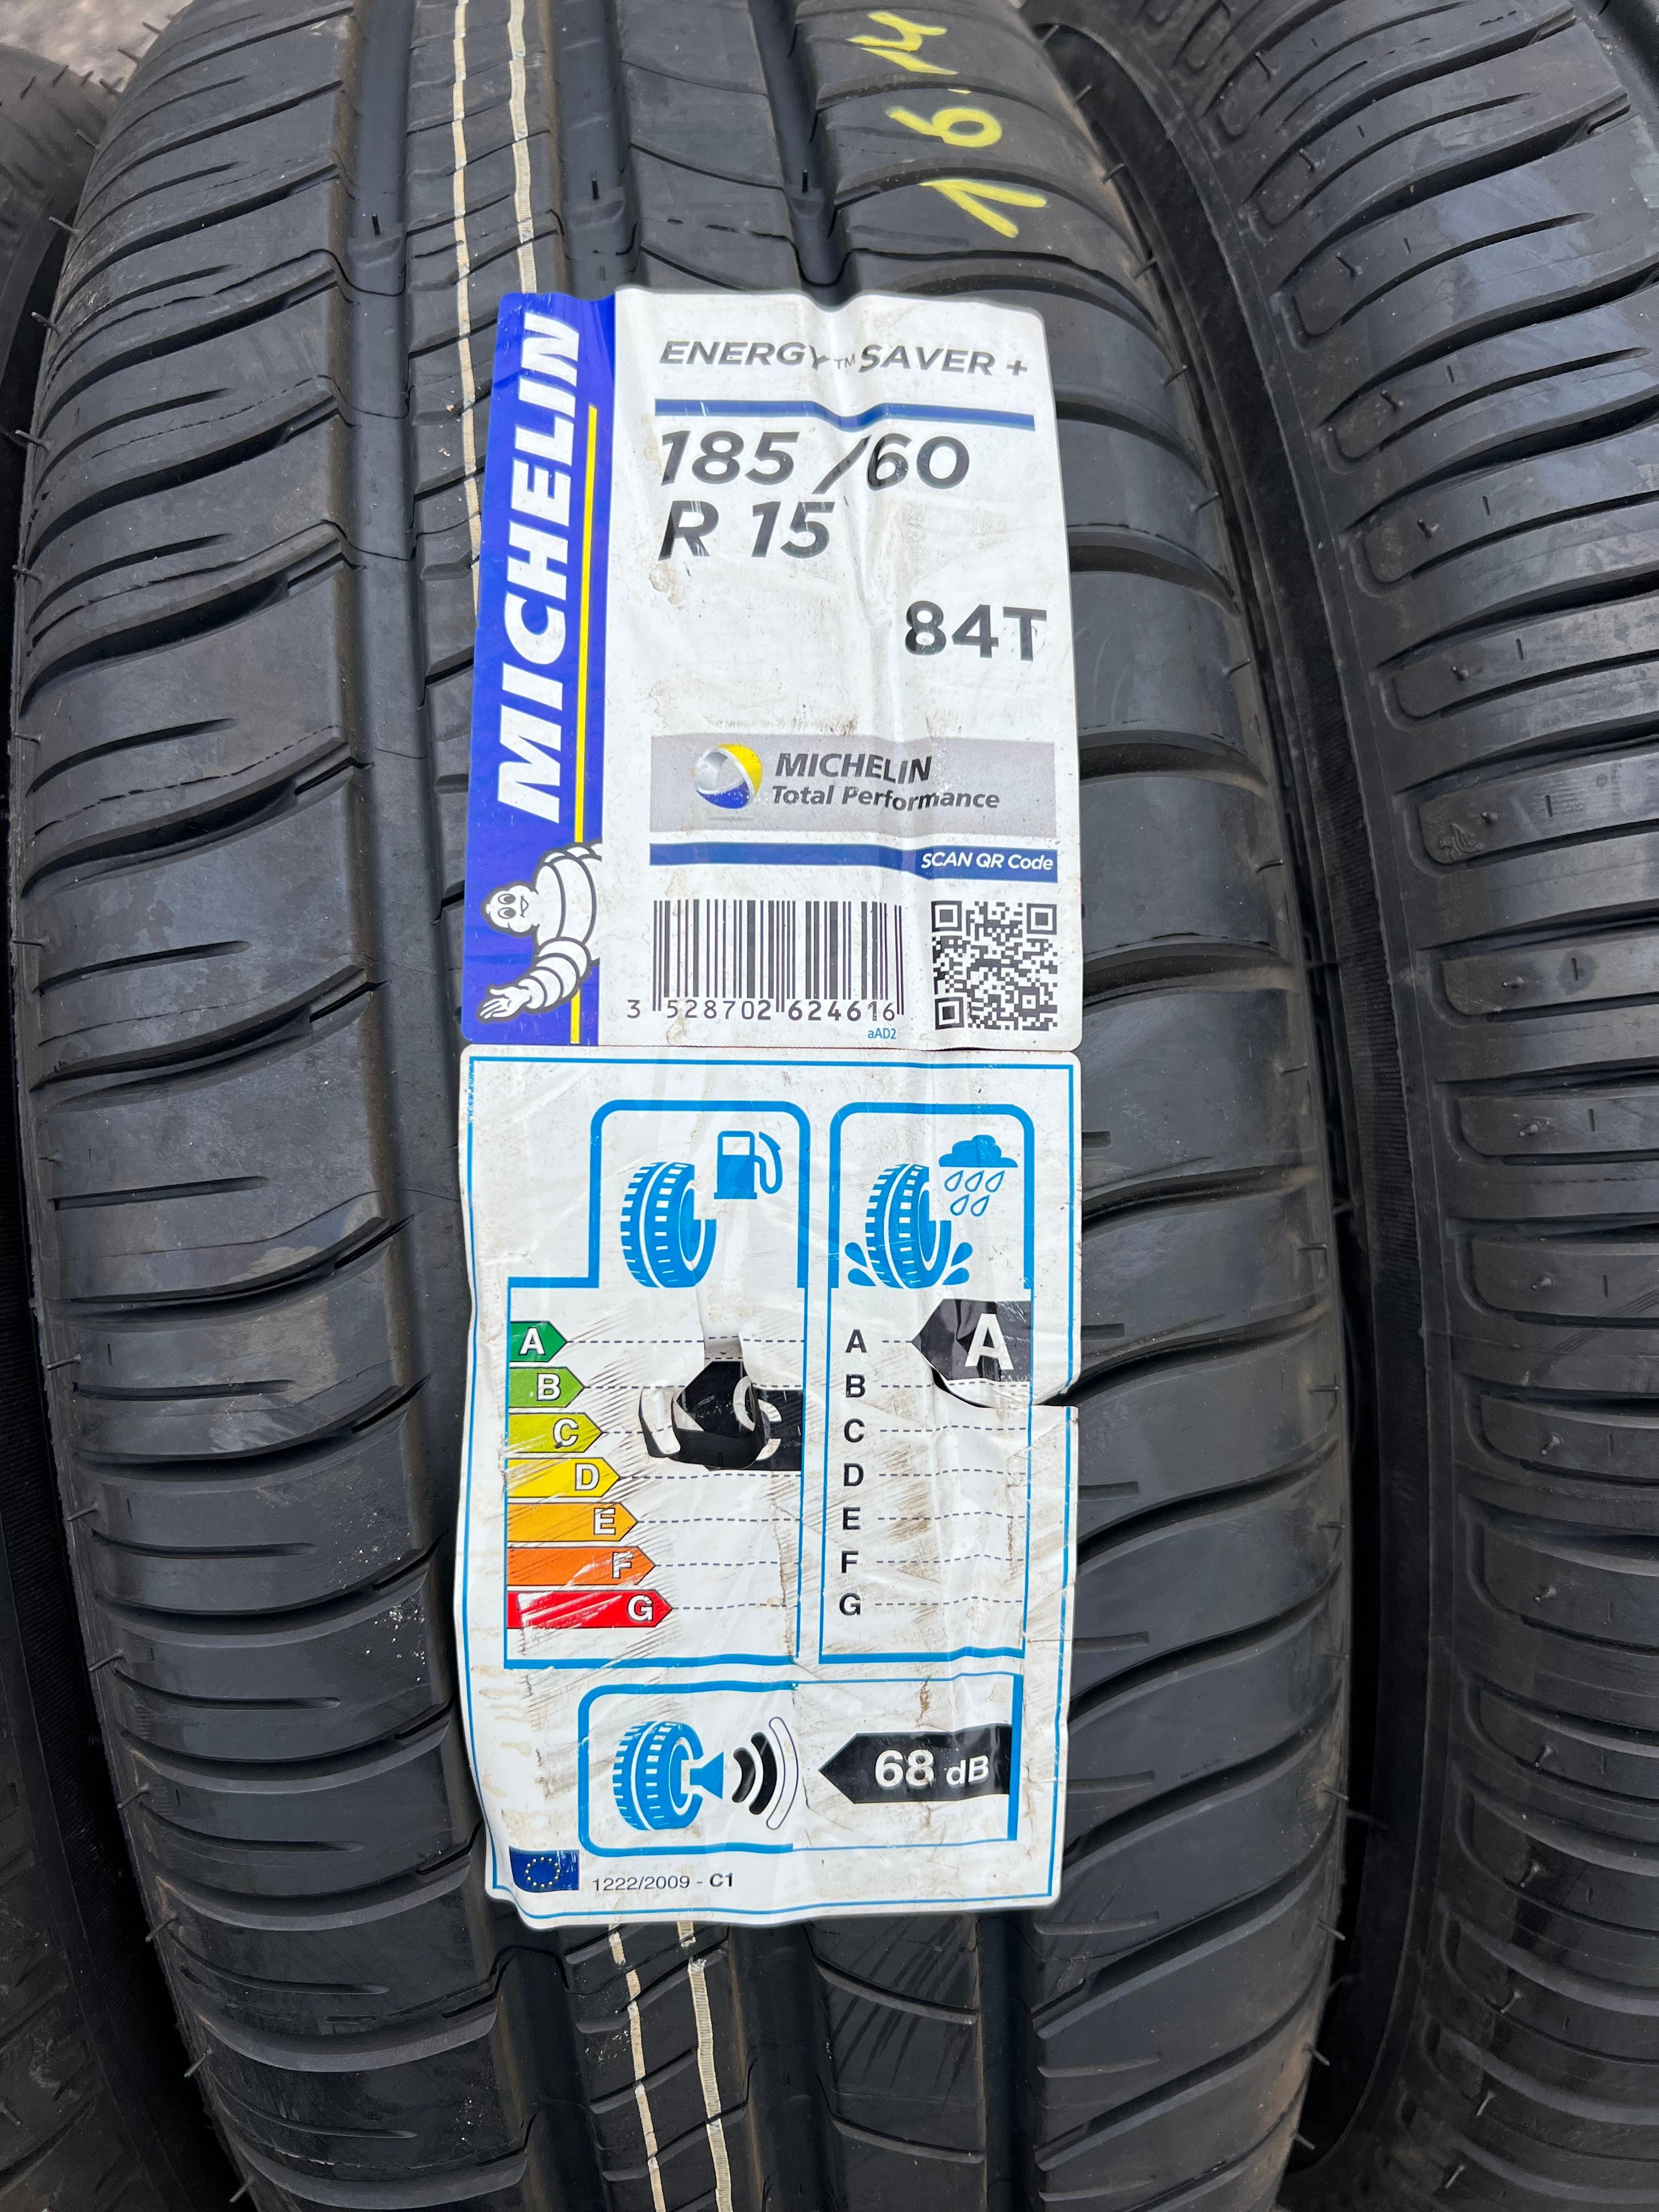 16.14
MICHELIN
ENERGY™ SAVER +
185/60
R 15
84T
MICHELIN
Total Performance
SCAN QR Code
3 528702 624616
aAD2
A
B
C
D
E
F
G
C
A
B
C
D
E
F
G
A
68 dB
1222/2009 - C1